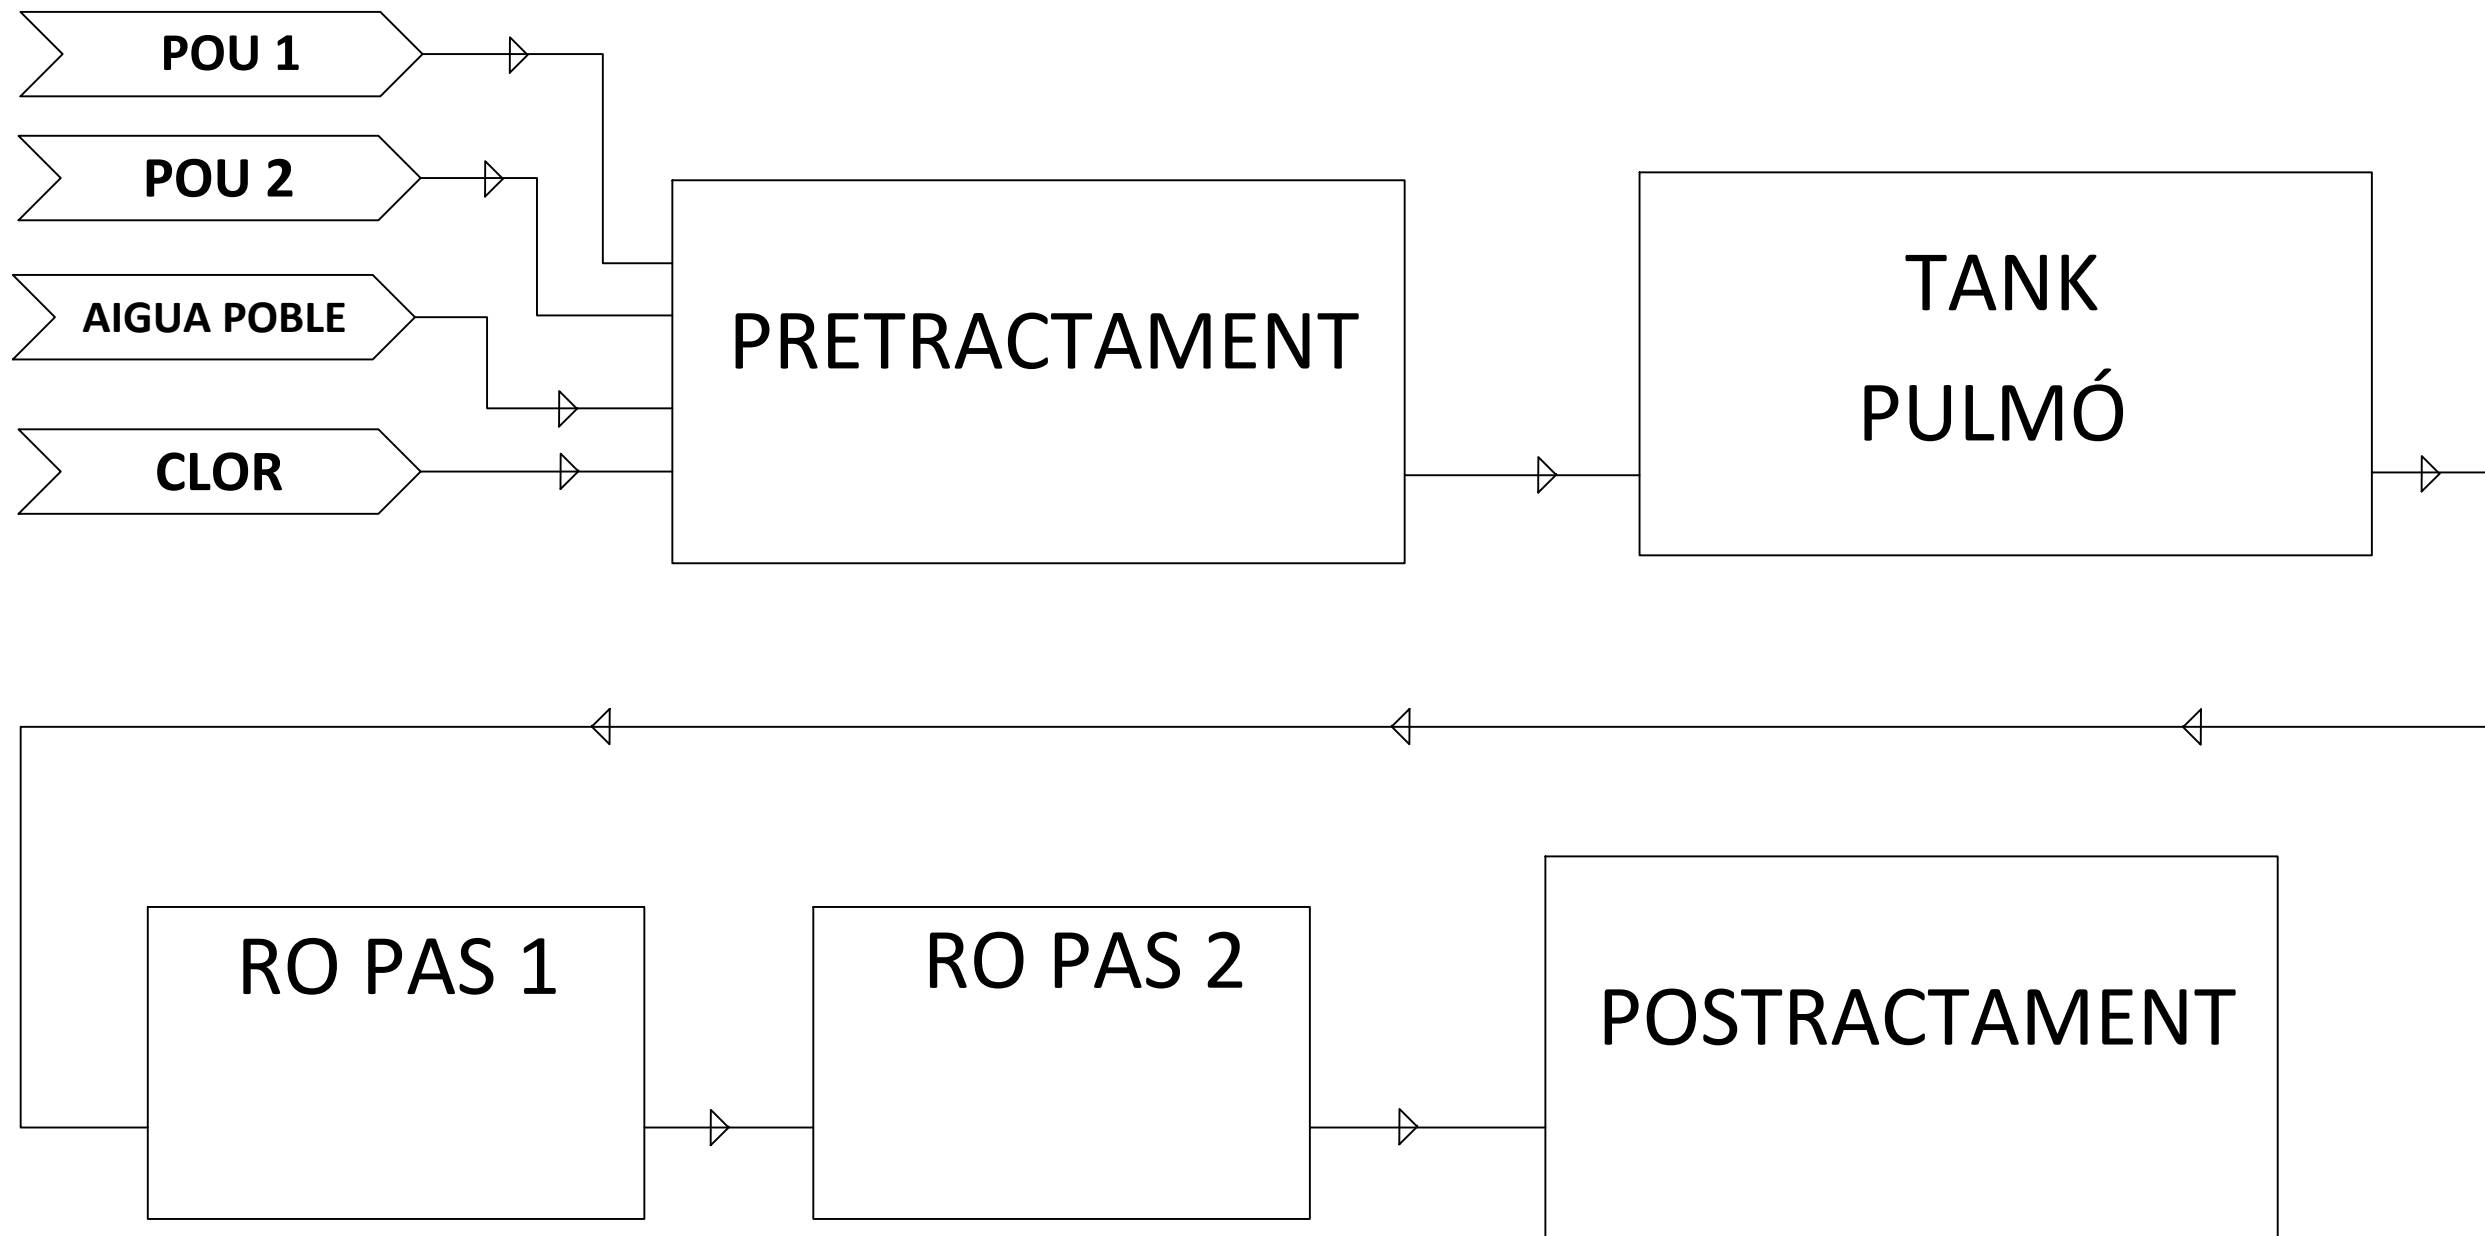 POU 1
POU 2
AIGUA POBLE
CLOR
PRETRACTAMENT
TANK
PULMÓ
RO PAS 1
RO PAS 2
POSTRACTAMENT